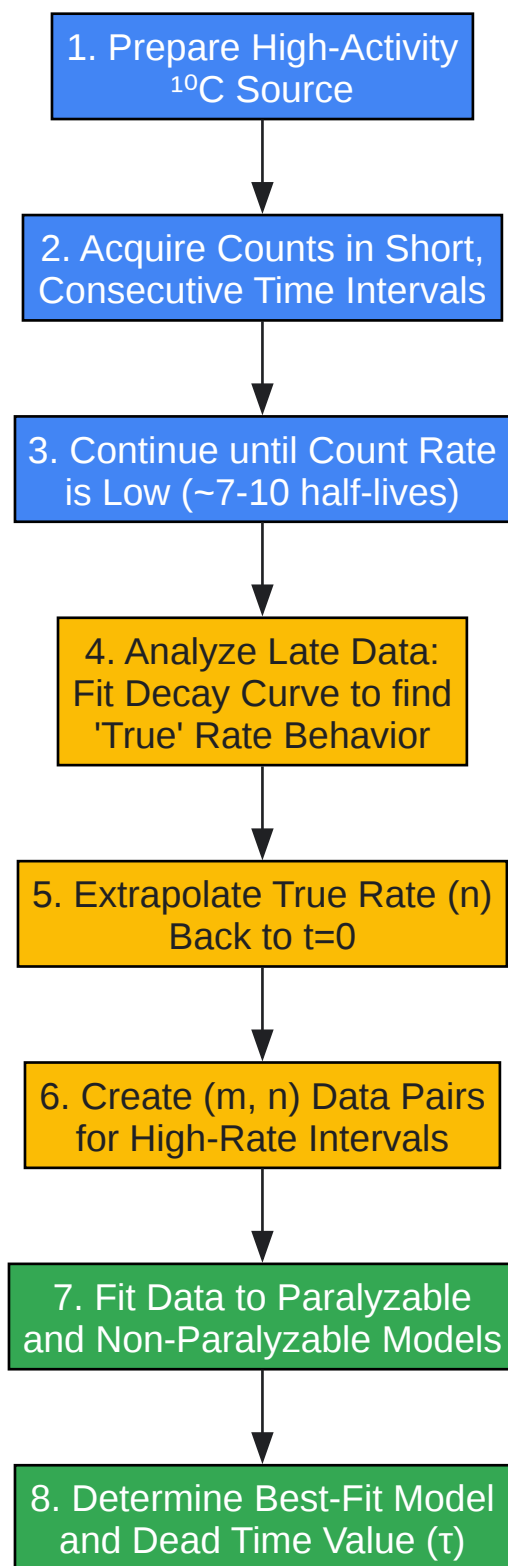 1. Prepare High-Activity
¹⁰C Source
2. Acquire Counts in Short,
Consecutive Time Intervals
3. Continue until Count Rate
is Low (~7-10 half-lives)
4. Analyze Late Data:
Fit Decay Curve to find
'True' Rate Behavior
5. Extrapolate True Rate (n)
Back to t=0
6. Create (m, n) Data Pairs
for High-Rate Intervals
7. Fit Data to Paralyzable
and Non-Paralyzable Models
8. Determine Best-Fit Model
and Dead Time Value (τ)